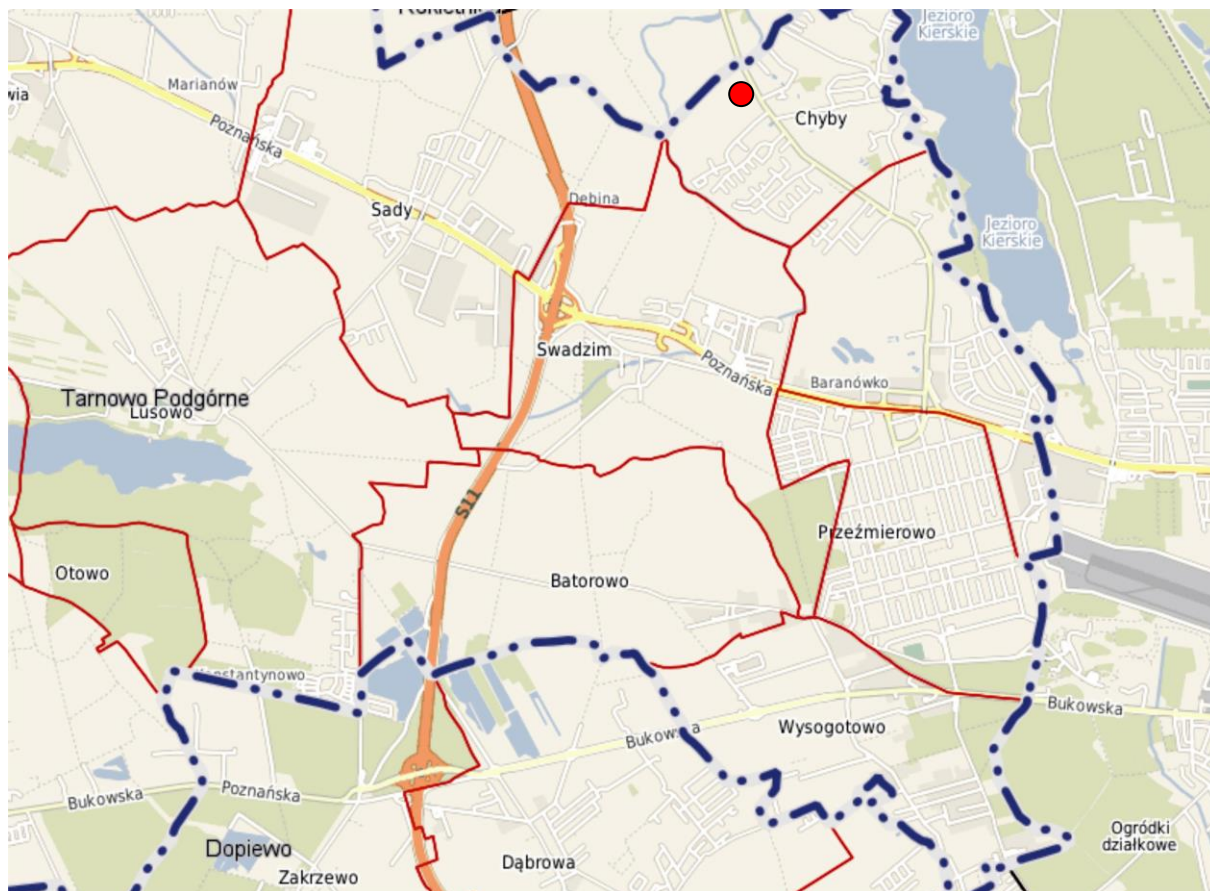 Jezioro
Kierskie
Marianów
wia
Poznańska
Chyby
Sady
Dębina
Jezioro
Kierskie
Swadzim
Poznańska
Baranówko
Tarnowo Podgórne
Lusowo
S11
Przeźmierowo
Otowo
Batorowo
Bukowska
Wysogotowo
Bukowska
Poznańska
Bukowska
Ogródki
działkowe
Dopiewo
Dąbrowa
Zakrzewo